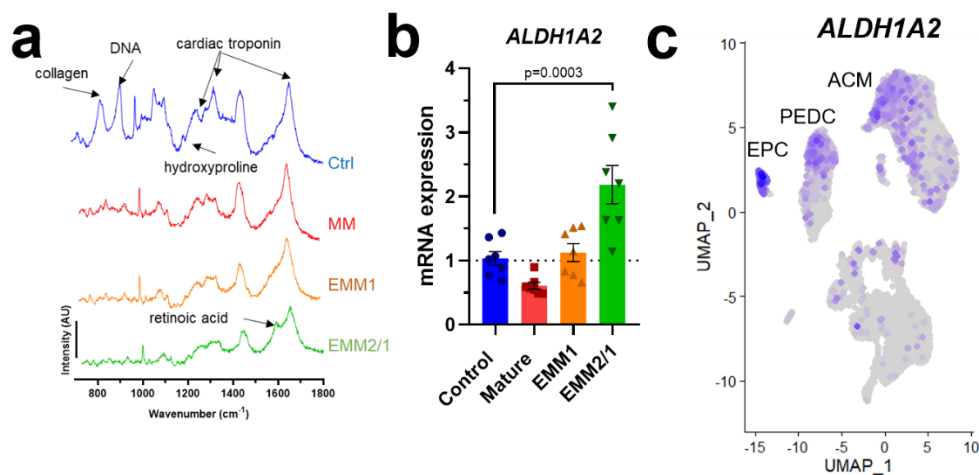 a
DNA
collagen
cardiac troponin
hydroxyproline
Ctrl
MM
EMM1
retinoic acid
EMM2/1
Intensity (AU)
800 1000 1200 1400 1600 1800
Wavenumber (cm-1)
b
ALDH1A2
p=0.0003
mRNA expression
4
3
2
1
0
Control
Mature
EMM1
EMM2/1
c
ALDH1A2
ACM
PEDC
EPC
UMAP_2
10
5
0
-5
-10
-15 -10 -5 0 5 10
UMAP_1